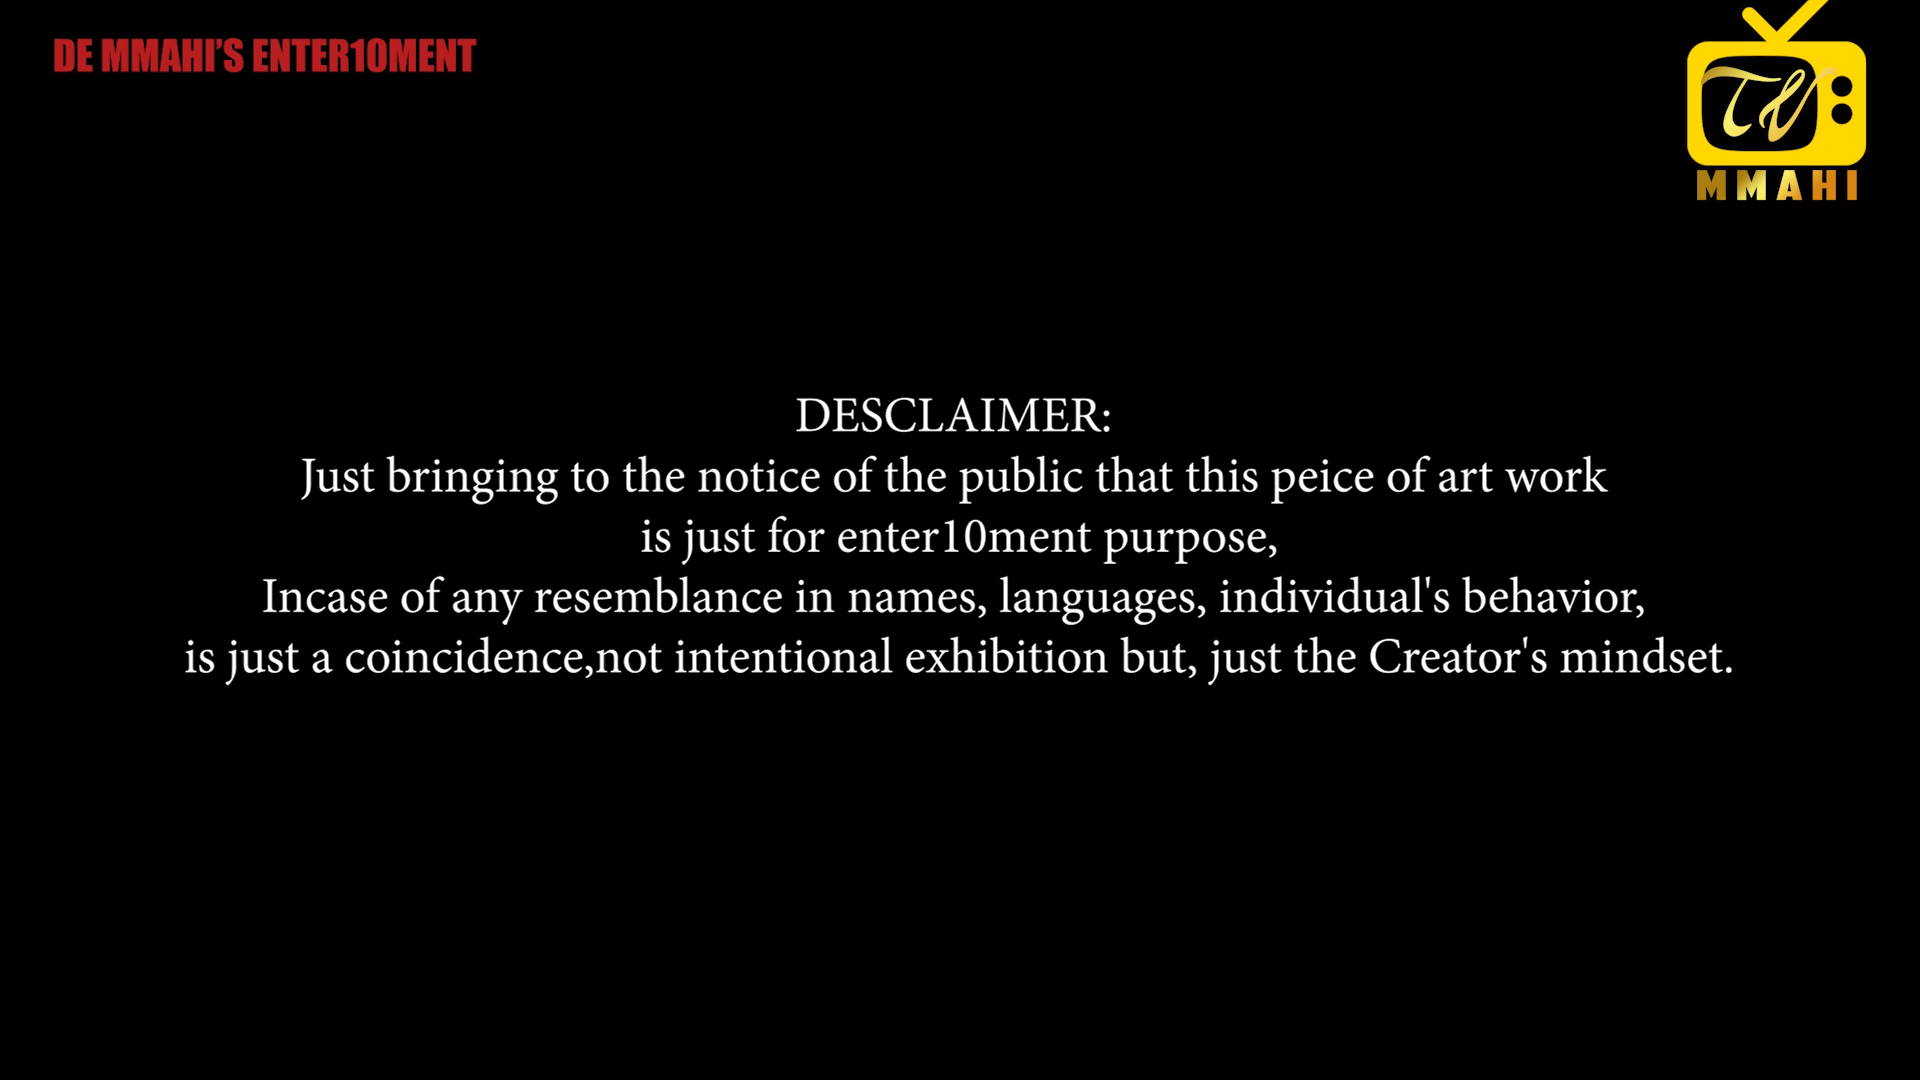 DE MMAHI'S ENTER10MENT
TV
MMAHI
DESCLAIMER:
Just bringing to the notice of the public that this peice of art work
is just for enter10ment purpose,
Incase of any resemblance in names, languages, individual's behavior,
is just a coincidence,not intentional exhibition but, just the Creator's mindset.